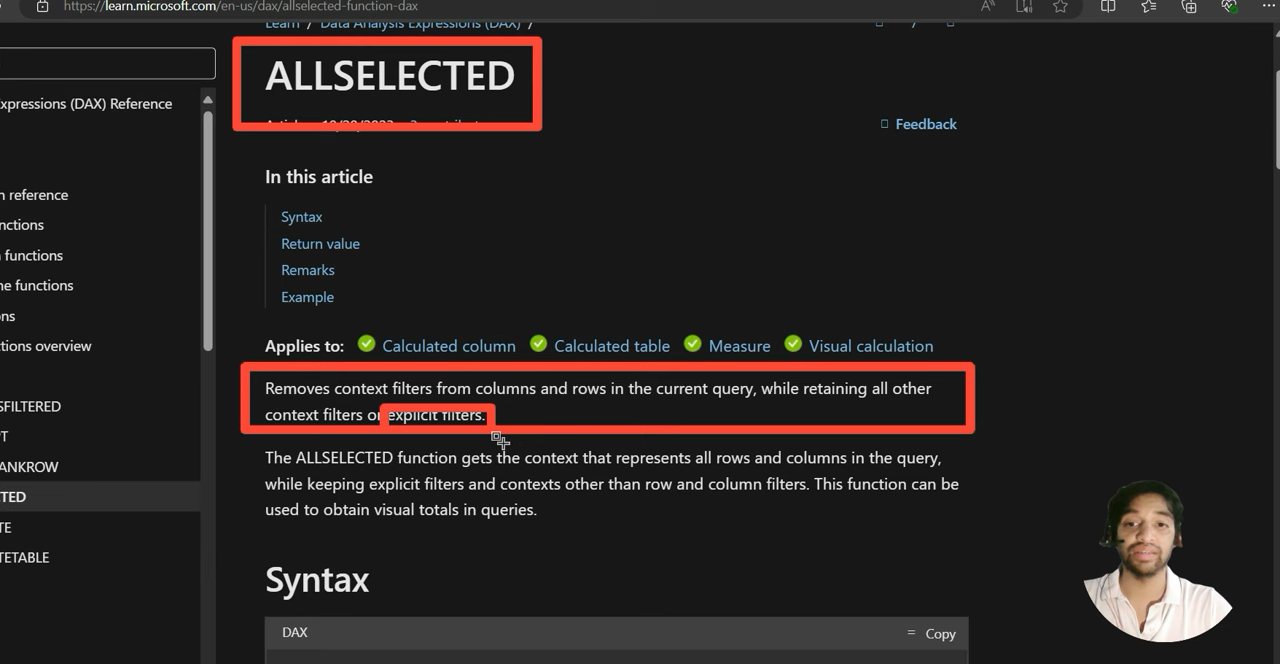 https://learn.microsoft.com/en-us/dax/allselected-function-dax
Learn / Data Analysis Expressions (DAX) /
ALLSELECTED
Feedback
xpressions (DAX) Reference
In this article
Syntax
Return value
Remarks
Example
n reference
nctions
functions
ne functions
ons
ctions overview
Applies to: Calculated column Calculated table Measure Visual calculation
Removes context filters from columns and rows in the current query, while retaining all other
context filters or explicit filters.
SFILTERED
PT
ANKROW
TED
TE
TETABLE
The ALLSELECTED function gets the context that represents all rows and columns in the query,
while keeping explicit filters and contexts other than row and column filters. This function can be
used to obtain visual totals in queries.
Syntax
DAX
Copy